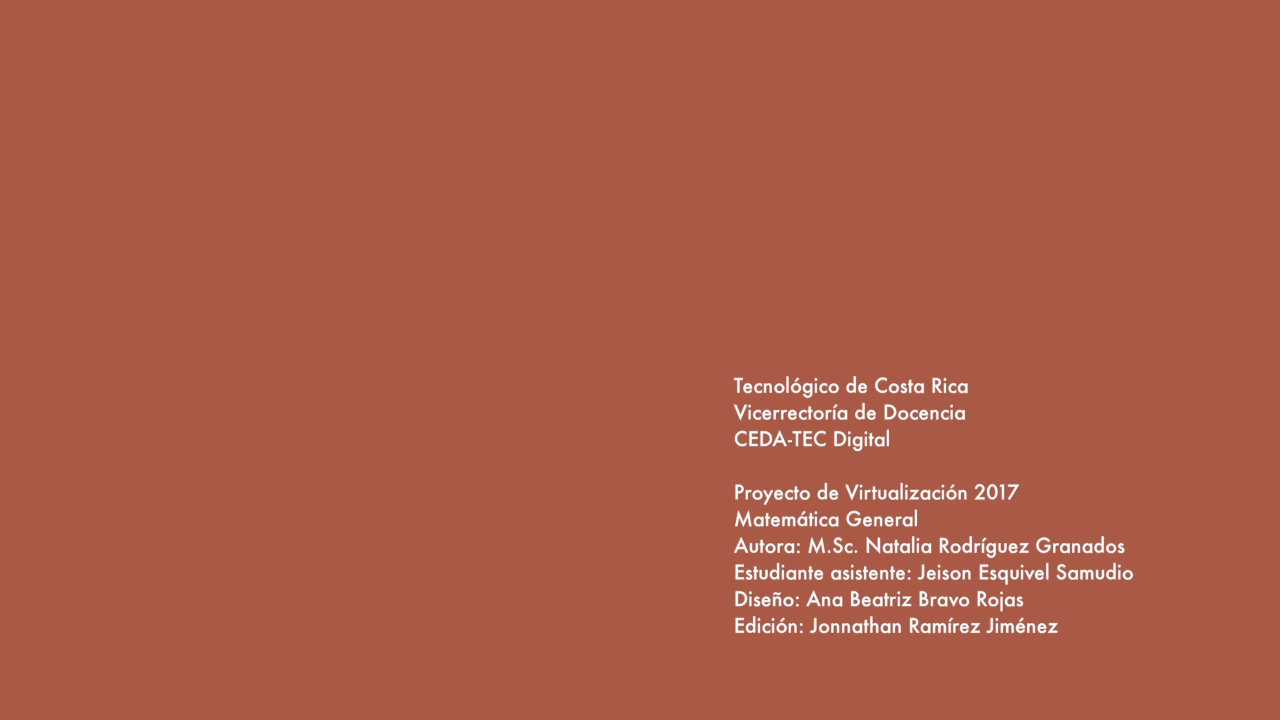 Tecnológico de Costa Rica
Vicerrectoría de Docencia
CEDA-TEC Digital
Proyecto de Virtualización 2017
Matemática General
Autora: M.Sc. Natalia Rodríguez Granados
Estudiante asistente: Jeison Esquivel Samudio
Diseño: Ana Beatriz Bravo Rojas
Edición: Jonnathan Ramírez Jiménez